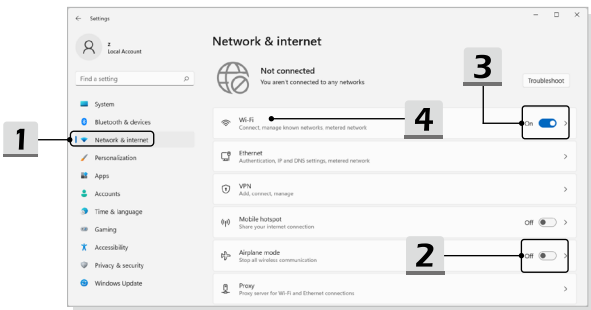 ← Settings
z
Local Account
Find a setting
System
Bluetooth & devices
Network & internet
Personalization
Apps
Accounts
Time & language
Gaming
Accessibility
Privacy & security
Windows Update
Network & internet
Not connected
You aren't connected to any networks
Troubleshoot
Wi-Fi
Connect, manage known networks, metered network
On
Ethernet
Authentication, IP and DNS settings, metered network
VPN
Add, connect, manage
Mobile hotspot
Share your internet connection
Off
Airplane mode
Stop all wireless communication
Off
Proxy
Proxy server for Wi-Fi and Ethernet connections
1
2
3
4